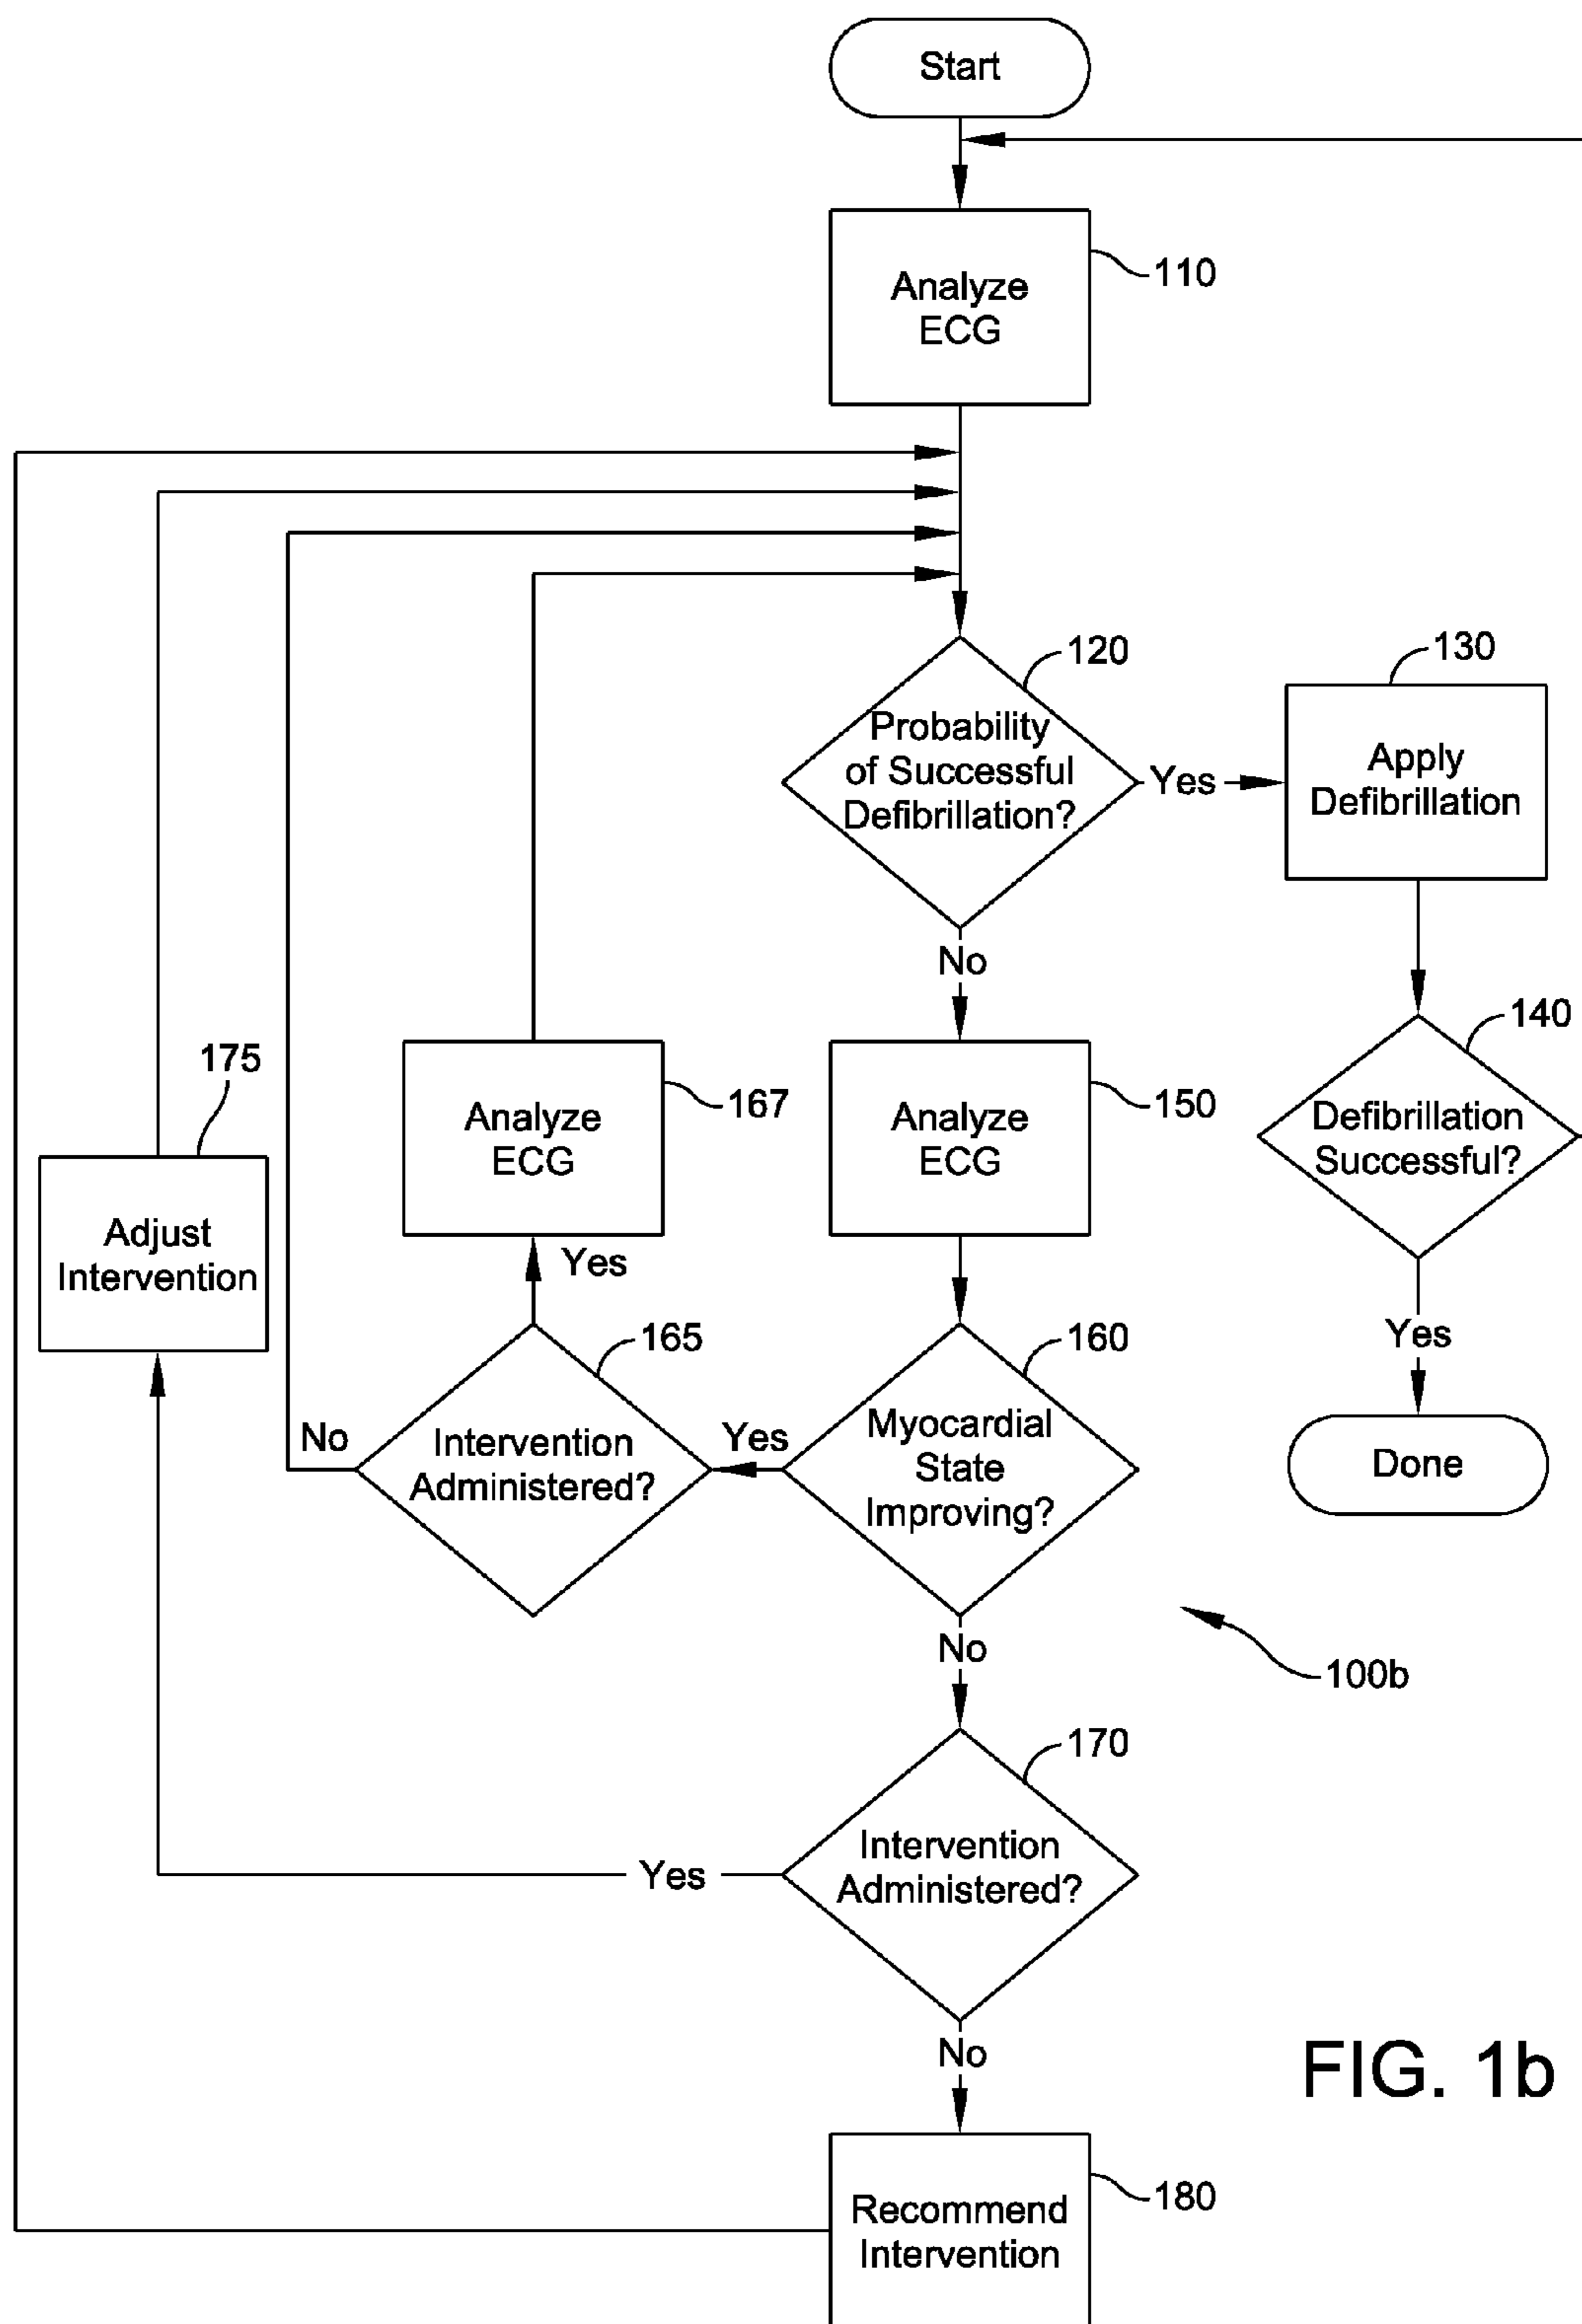 Start
Analyze
ECG
110
120
Probability
of Successful
Defibrillation?
Yes
130
Apply
Defibrillation
No
140
Defibrillation
Successful?
Yes
Done
175
Adjust
Intervention
Analyze
ECG
167
Analyze
ECG
150
Yes
165
Intervention
Administered?
No
Yes
160
Myocardial
State
Improving?
No
100b
170
Intervention
Administered?
Yes
No
180
Recommend
Intervention
FIG. 1b